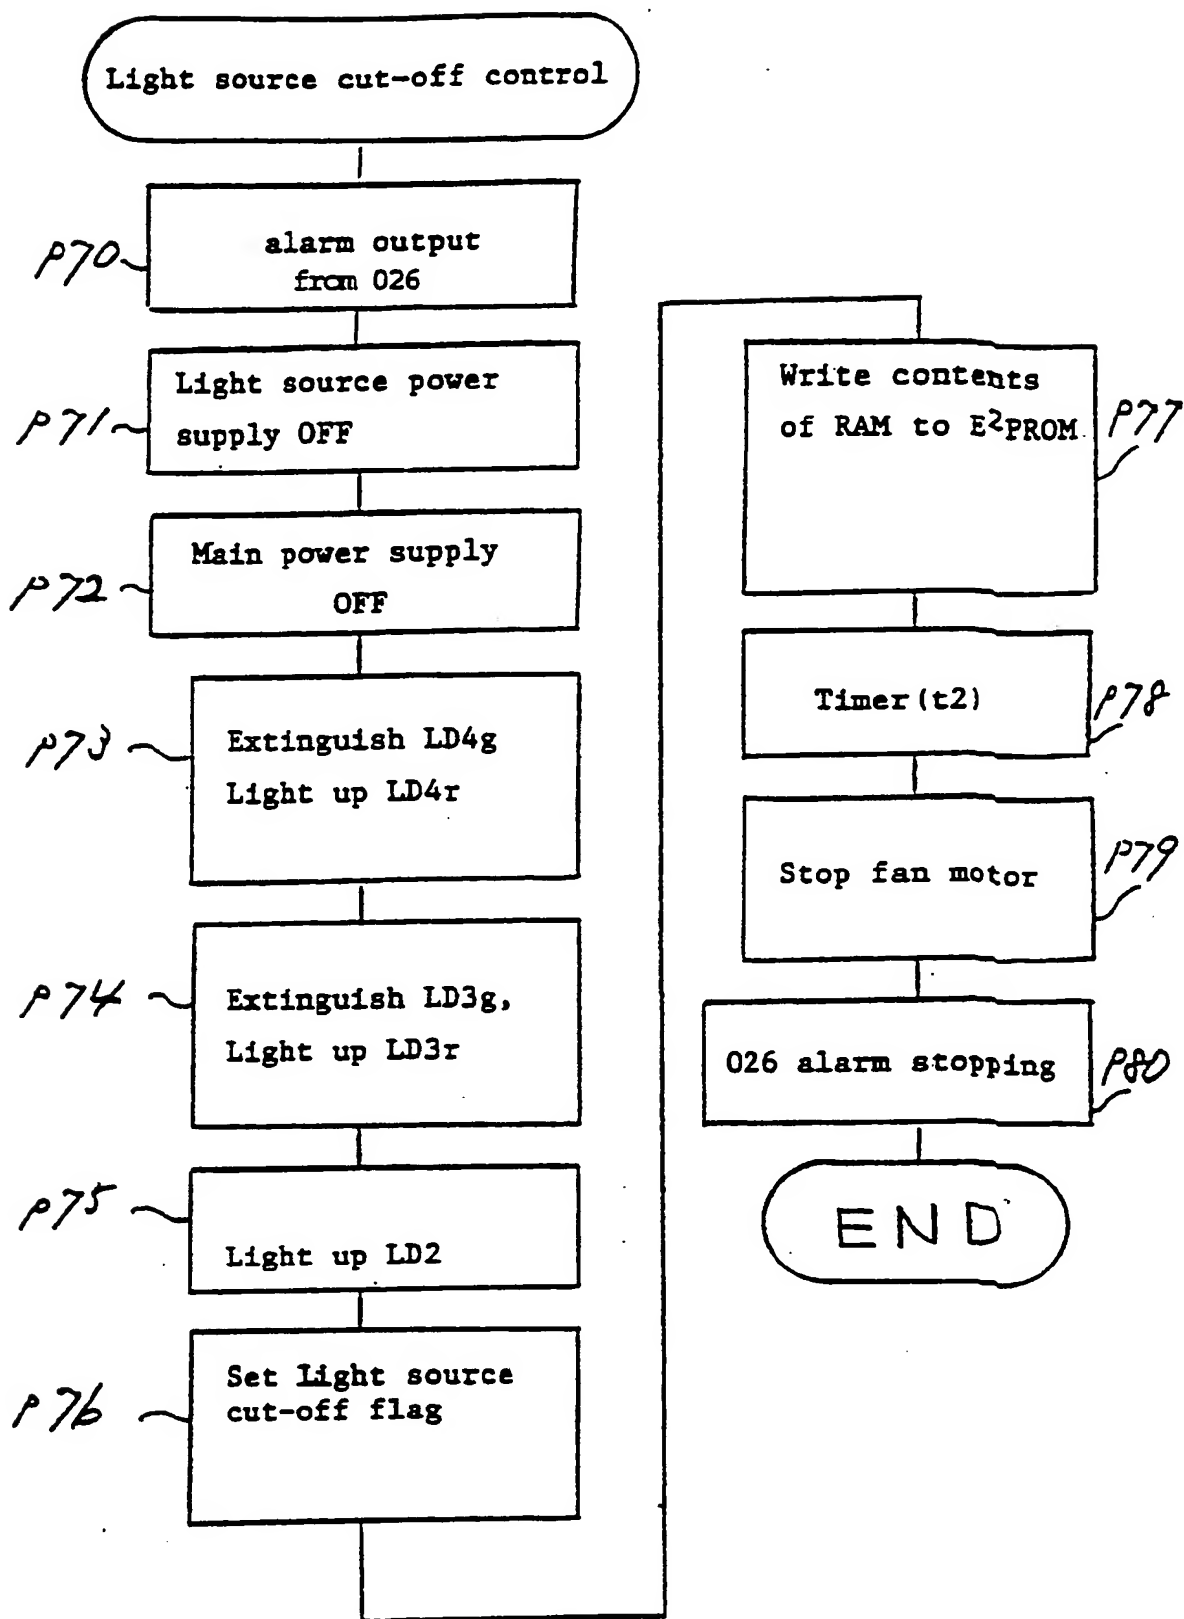 Light source cut-off control
P70
alarm output
from 026
P71
Light source power
supply OFF
P72
Main power supply
OFF
P73
Extinguish LD4g
Light up LD4r
P74
Extinguish LD3g,
Light up LD3r
P75
Light up LD2
P76
Set Light source
cut-off flag
Write contents
of RAM to E²PROM
P77
Timer(t2)
P78
Stop fan motor
P79
026 alarm stopping
P80
END